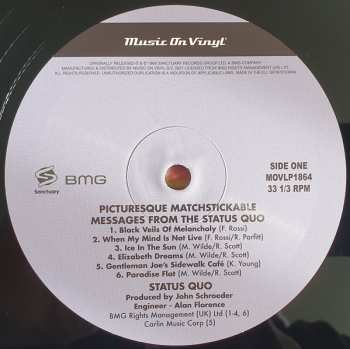 Music On Vinyl
SIDE ONE
MOVLP1864
33 1/3 RPM
Sanctuary
BMG
PICTURESQUE MATCHSTICKABLE
MESSAGES FROM THE STATUS QUO
1. Black Veils Of Melancholy (F. Rossi)
2. When My Mind Is Not Live (F. Rossi/R. Parfitt)
3. Ice In The Sun (M. Wilde/R. Scott)
4. Elizabeth Dreams (M. Wilde/R. Scott)
5. Gentleman Joe's Sidewalk Café (K. Young)
6. Paradise Flat (M. Wilde/R. Scott)
STATUS QUO
Produced by John Schroeder
Engineer - Alan Florence
BMG Rights Management (UK) Ltd (1-4, 6)
Carlin Music Corp (5)